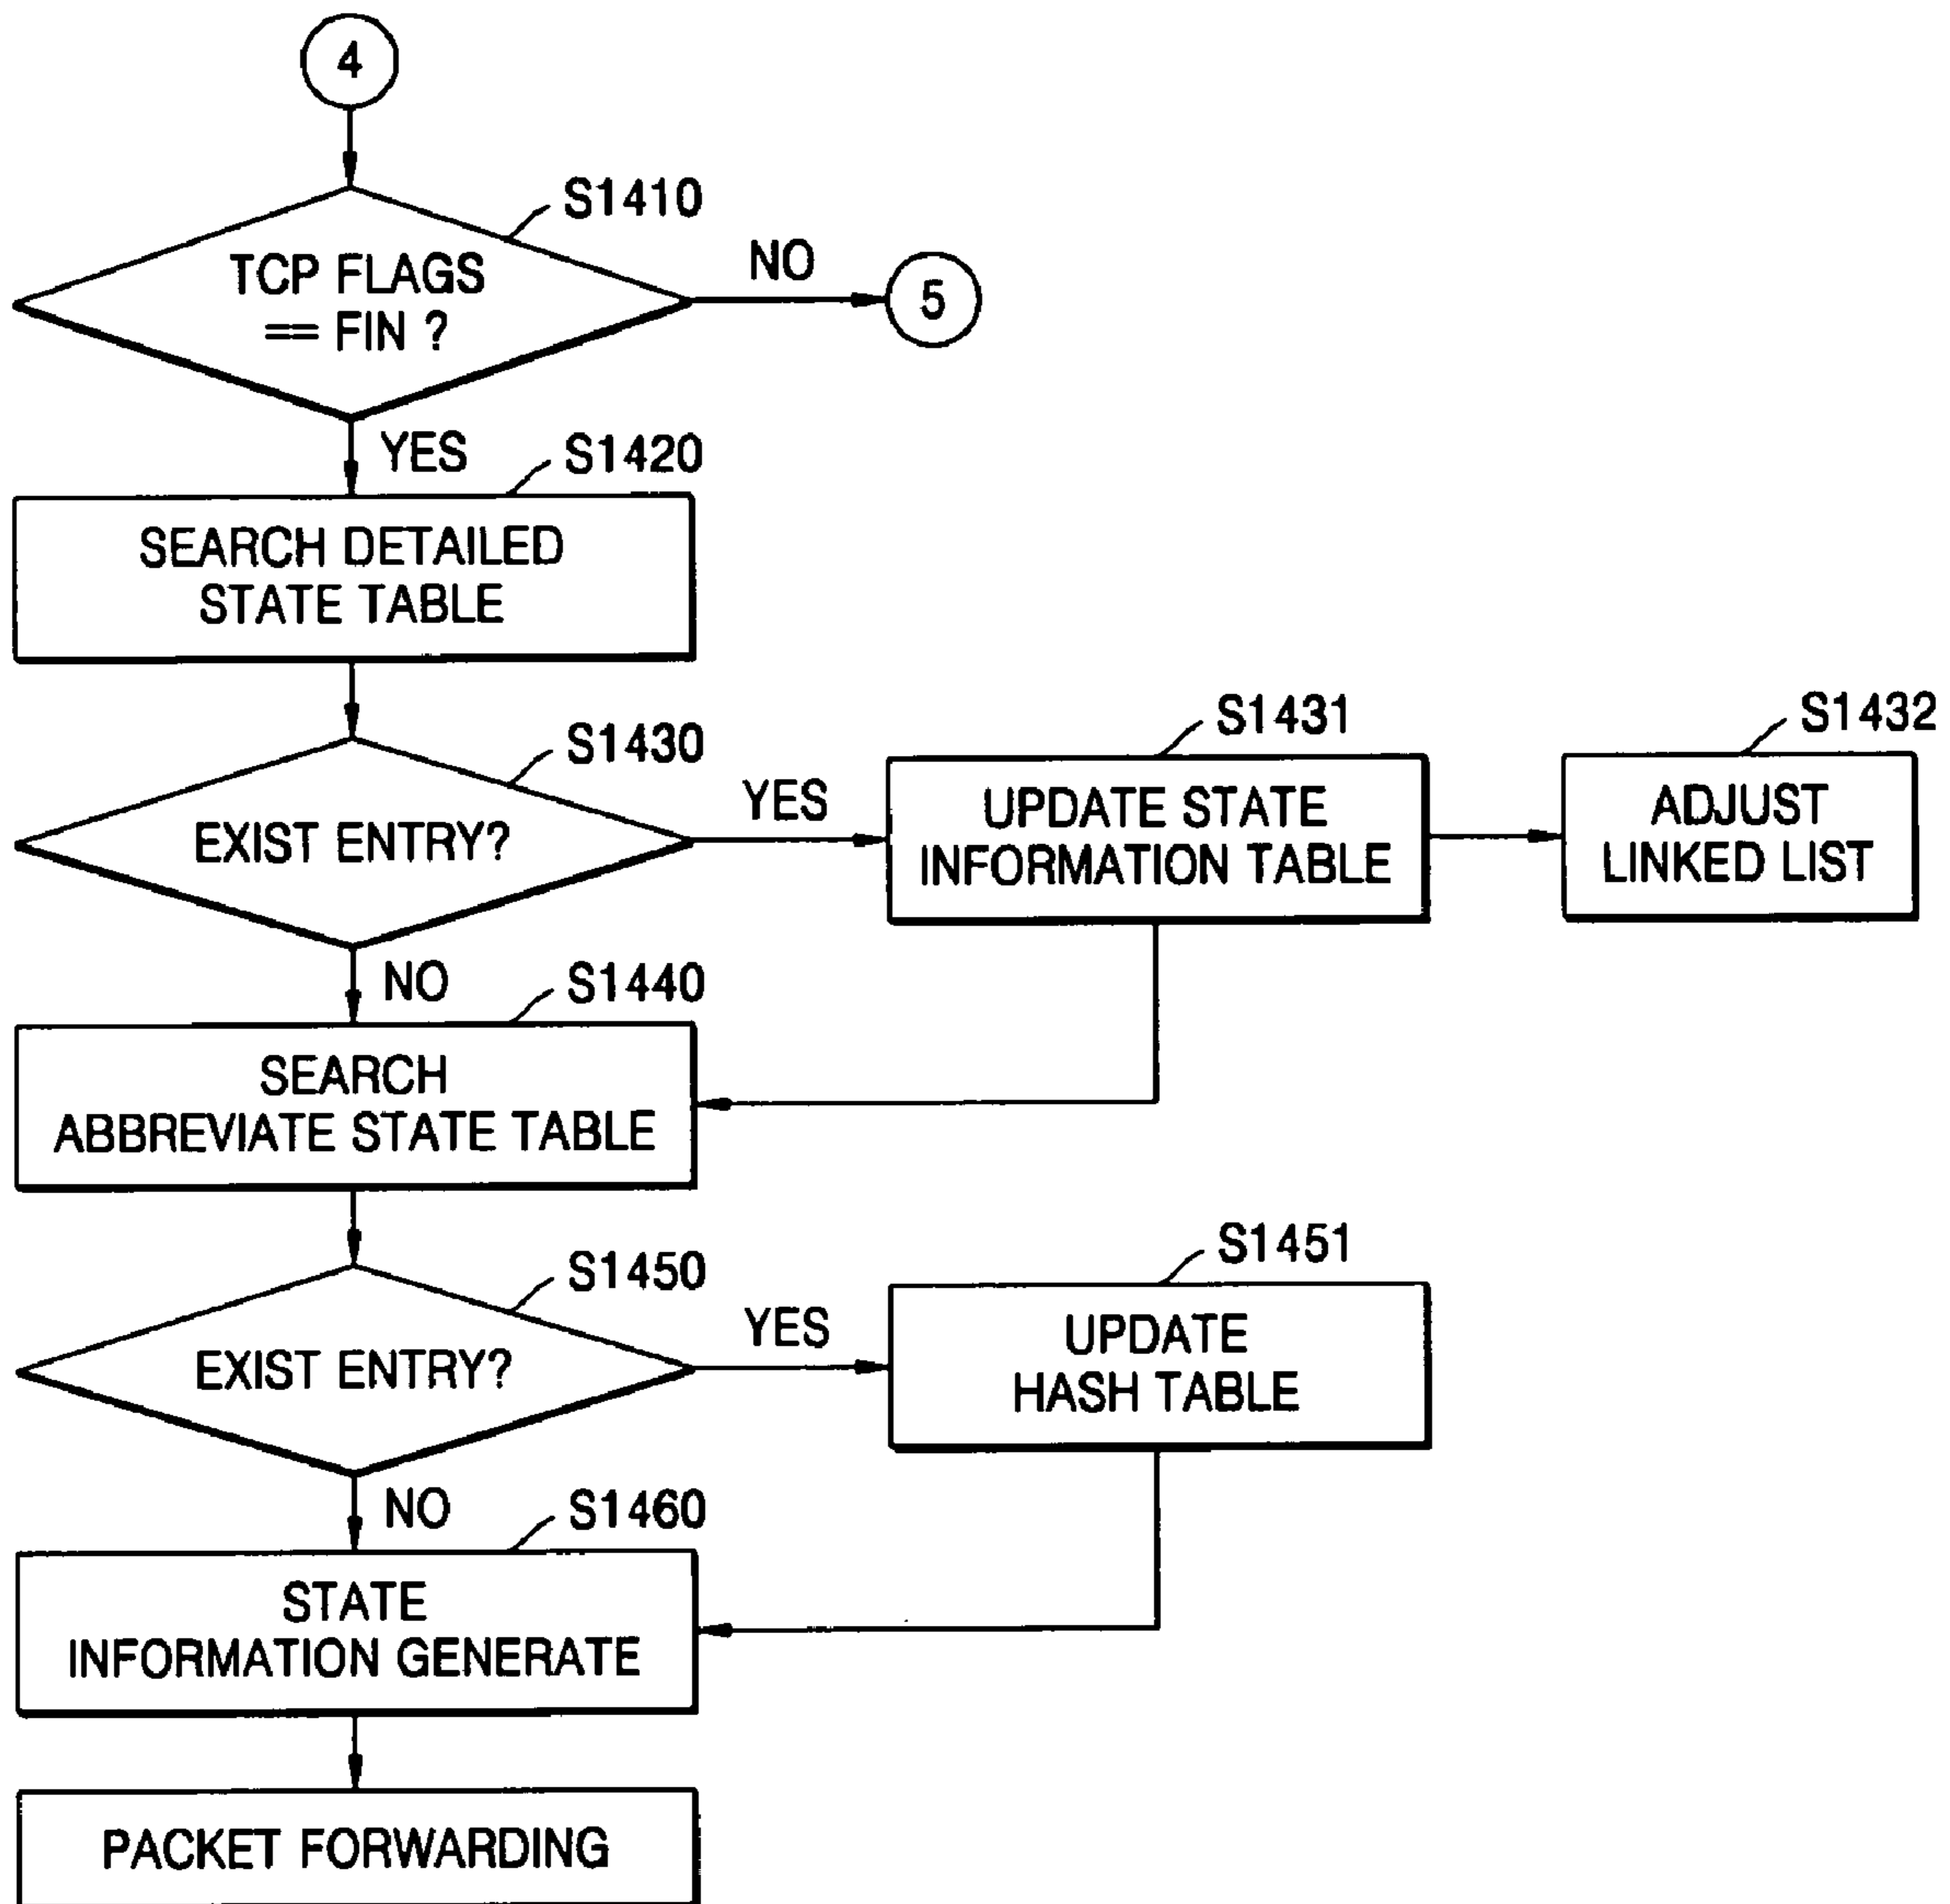 4
S1410
TCP FLAGS
== FIN ?
NO
5
YES
S1420
SEARCH DETAILED
STATE TABLE
S1430
EXIST ENTRY?
YES
S1431
UPDATE STATE
INFORMATION TABLE
S1432
ADJUST
LINKED LIST
NO
S1440
SEARCH
ABBREVIATE STATE TABLE
S1450
EXIST ENTRY?
YES
S1451
UPDATE
HASH TABLE
NO
S1460
STATE
INFORMATION GENERATE
PACKET FORWARDING